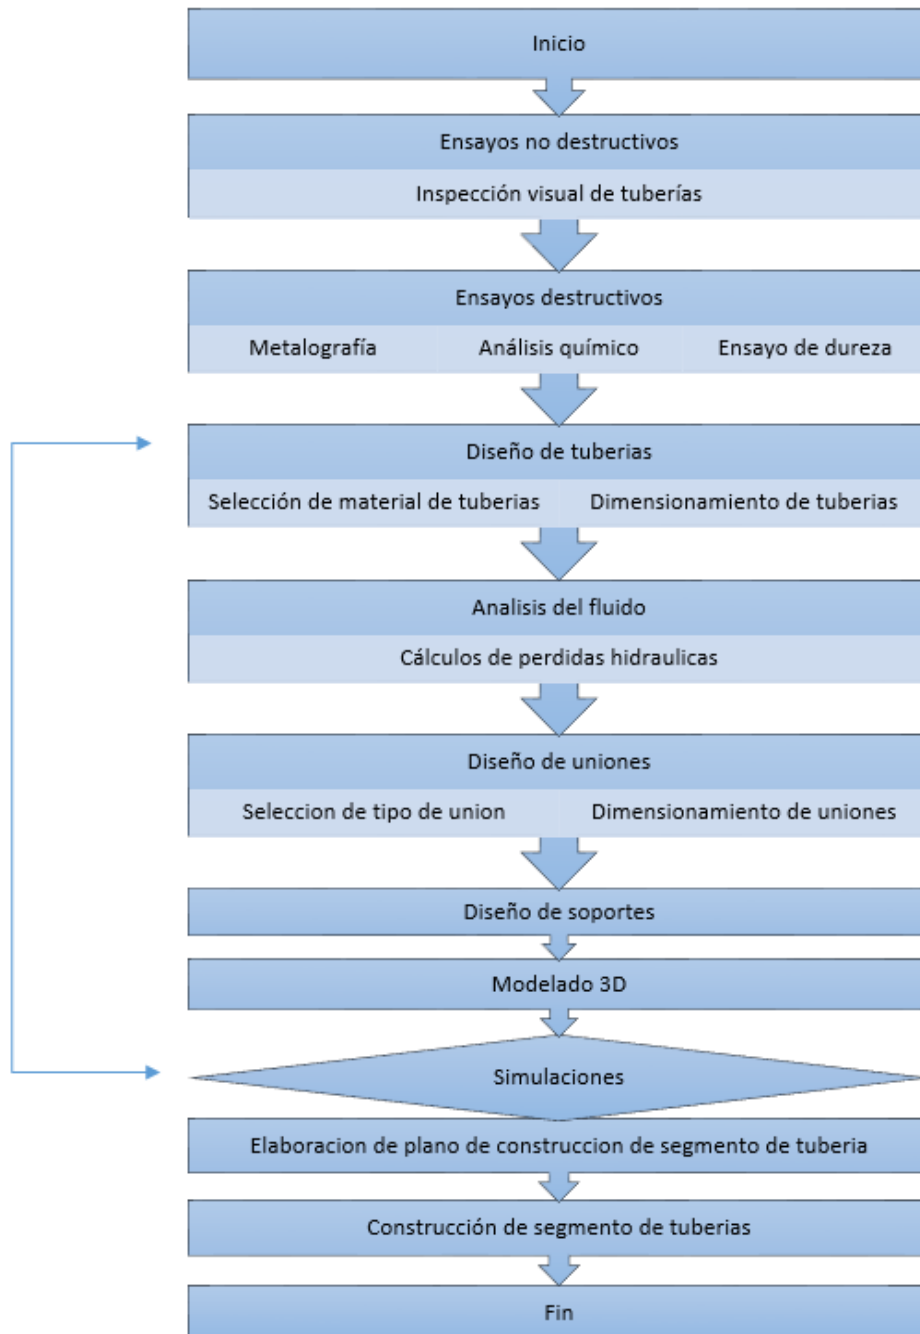 Inicio
Ensayos no destructivos
Inspección visual de tuberías
Ensayos destructivos
Metalografía
Análisis químico
Ensayo de dureza
Diseño de tuberias
Selección de material de tuberias
Dimensionamiento de tuberias
Analisis del fluido
Cálculos de perdidas hidraulicas
Diseño de uniones
Seleccion de tipo de union
Dimensionamiento de uniones
Diseño de soportes
Modelado 3D
Simulaciones
Elaboracion de plano de construccion de segmento de tuberia
Construcción de segmento de tuberias
Fin